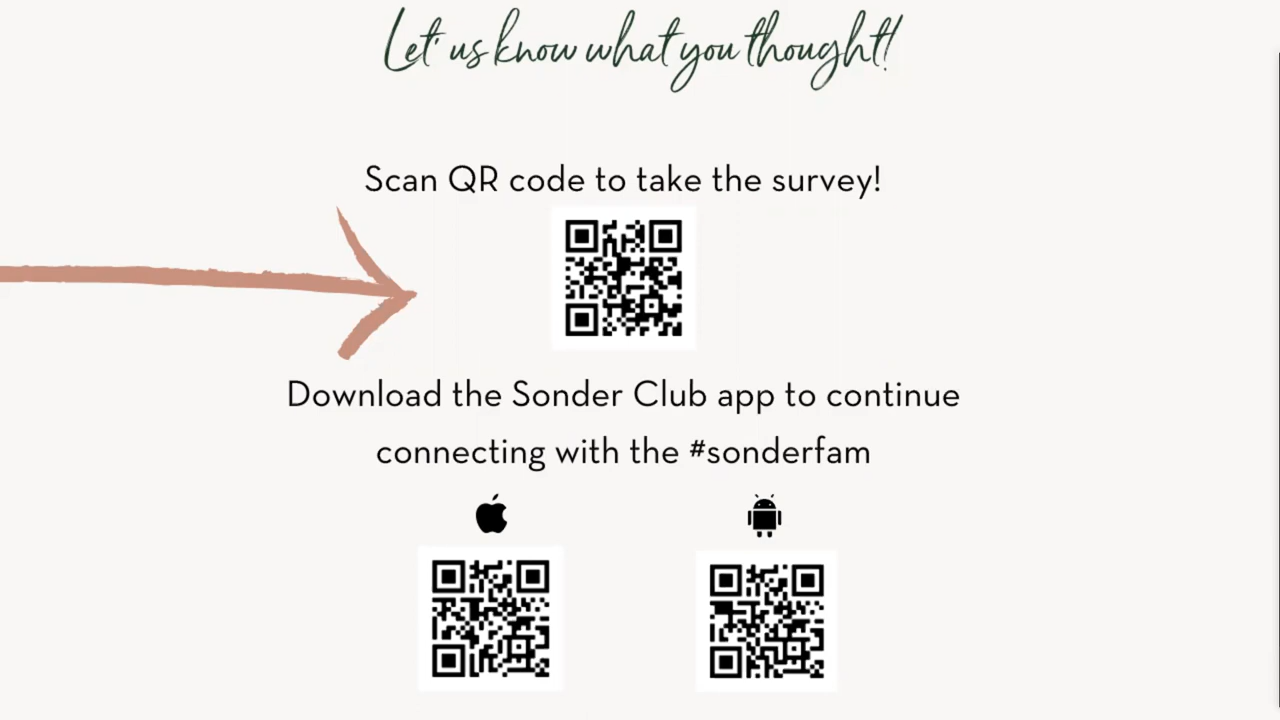 Let us know what you thought!
Scan QR code to take the survey!
Download the Sonder Club app to continue
connecting with the #sonderfam